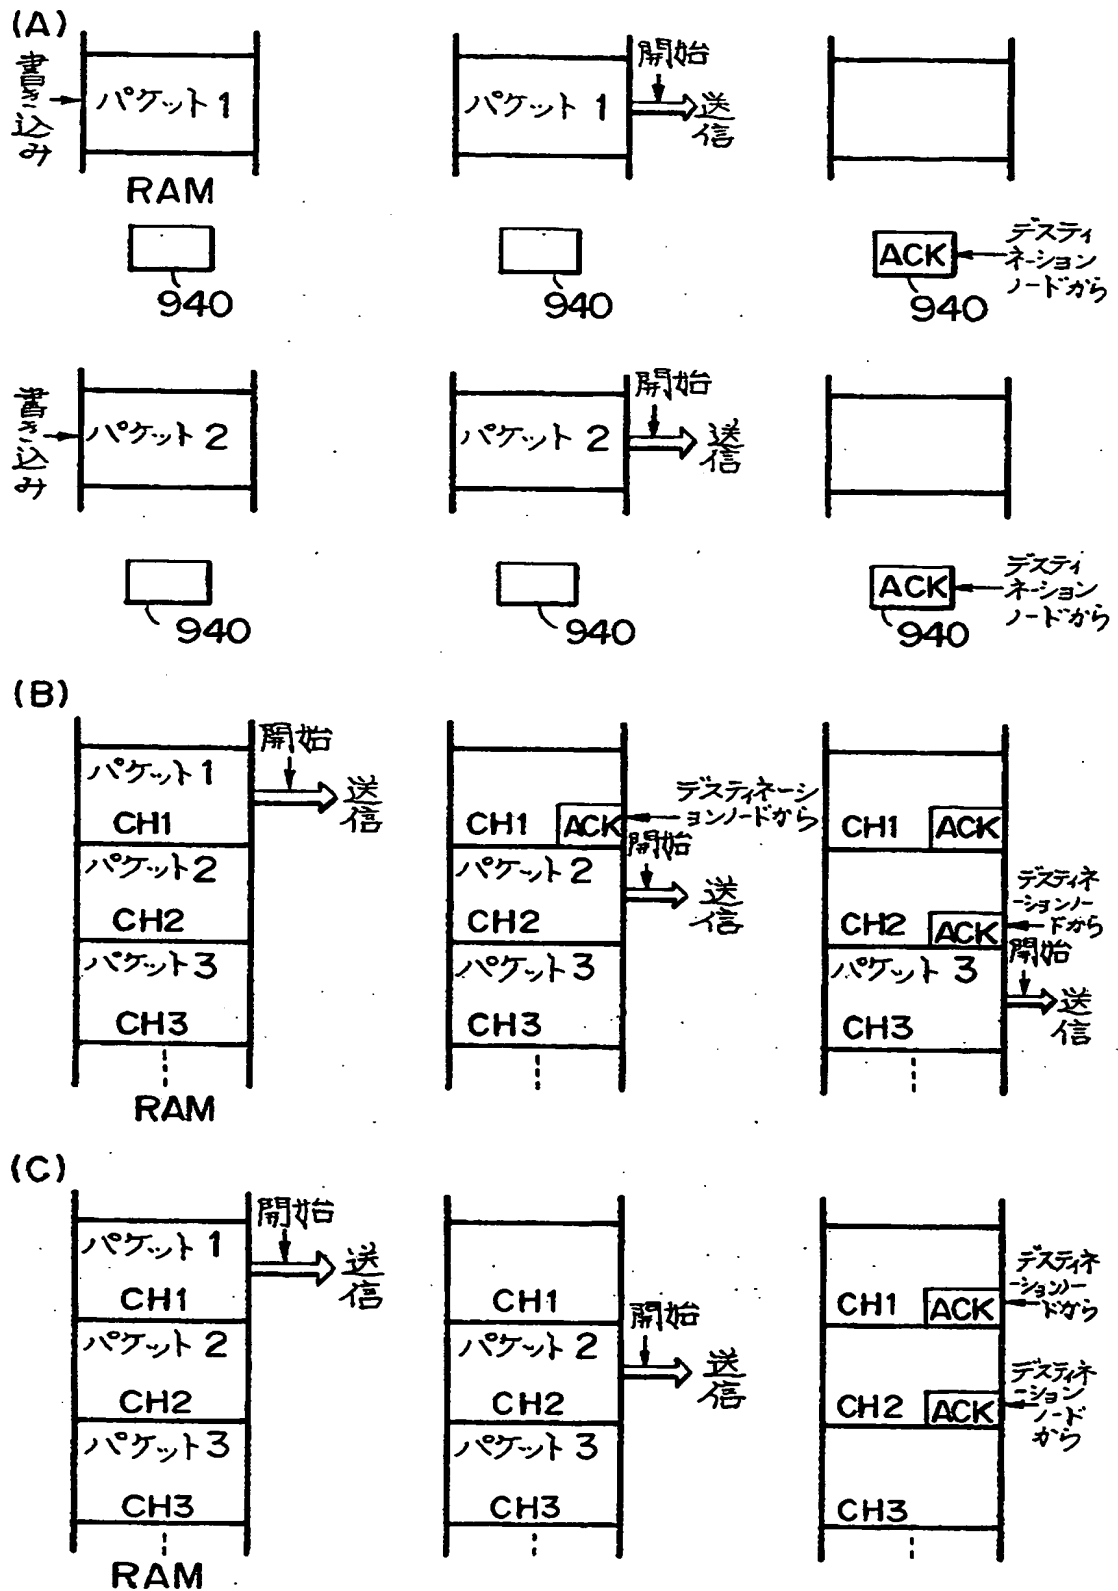 (A)
書き込み
パケット 1
RAM
940
パケット 1
開始
送信
940
ACK
デスティ
ネーション
ノードから
940
書き込み
パケット 2
940
パケット 2
開始
送信
940
ACK
デスティ
ネーション
ノードから
940
(B)
パケット 1
CH1
パケット2
CH2
パケット3
CH3
RAM
開始
送信
CH1
ACK
デスティネーシ
ョンノードから
パケット 2
CH2
開始
送信
パケット 3
CH3
CH1
ACK
CH2
ACK
デスティネ
ーションノー
ドから
パケット 3
CH3
開始
送信
(C)
パケット 1
CH1
パケット 2
CH2
パケット 3
CH3
RAM
開始
送信
CH1
パケット 2
CH2
開始
送信
パケット 3
CH3
CH1
ACK
デスティネ
ーションノー
ドから
CH2
ACK
デスティネ
ーション
ノード
から
CH3